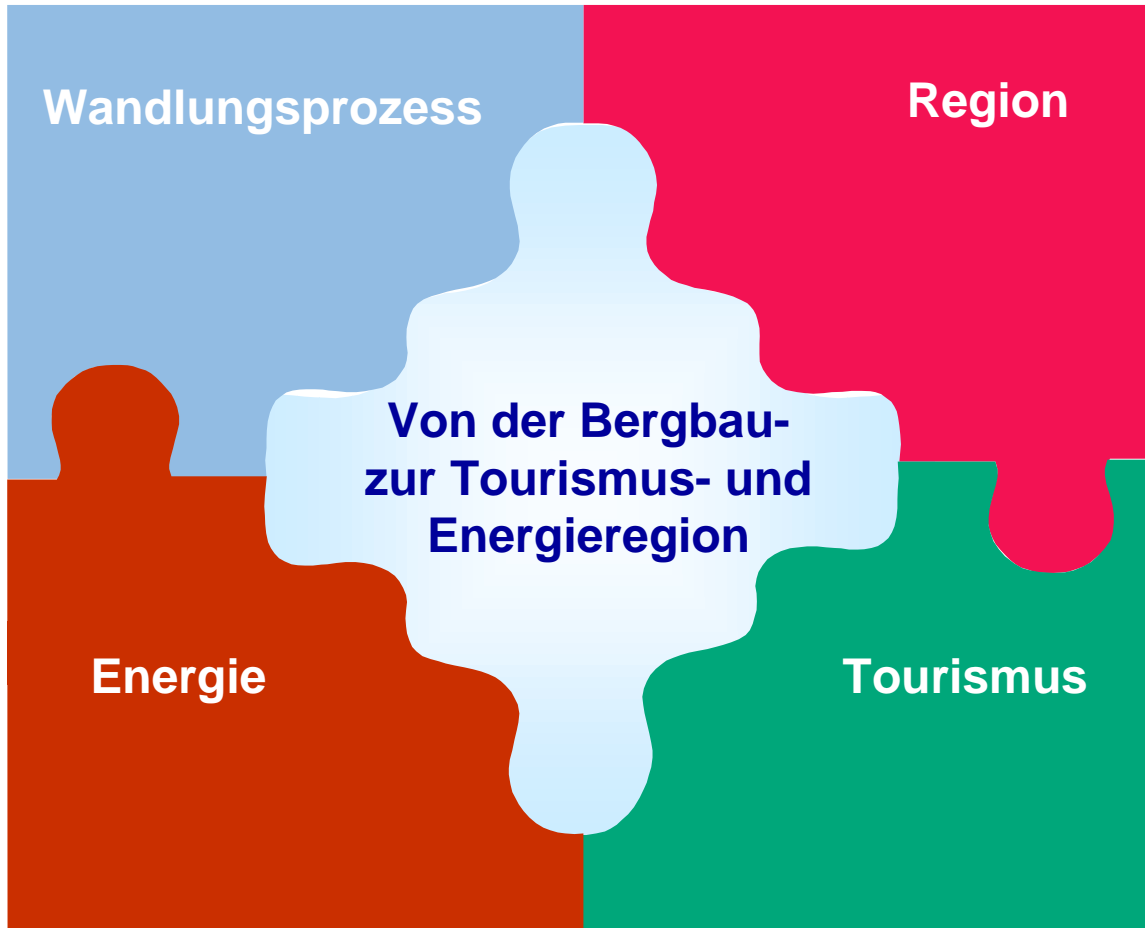 Wandlungsprozess
Region
Von der Bergbau-
zur Tourismus- und
Energieregion
Energie
Tourismus